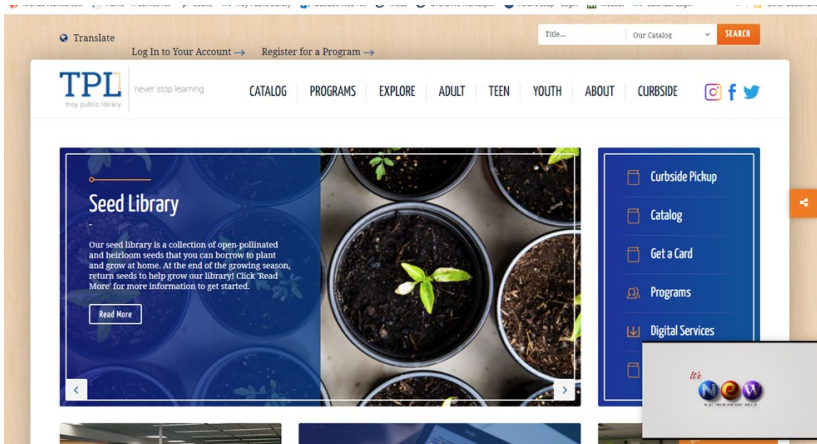 Translate
Title...
Our Catalog
SEARCH
Log In to Your Account →
Register for a Program →
TPL
troy public library
never stop learning
CATALOG
PROGRAMS
EXPLORE
ADULT
TEEN
YOUTH
ABOUT
CURBSIDE
Seed Library
-
Our seed library is a collection of open-pollinated
and heirloom seeds that you can borrow to plant
and grow at home. At the end of the growing season,
return seeds to help grow our library! Click 'Read
More' for more information to get started.
Read More
Curbside Pickup
Catalog
Get a Card
Programs
Digital Services
It's
NEW